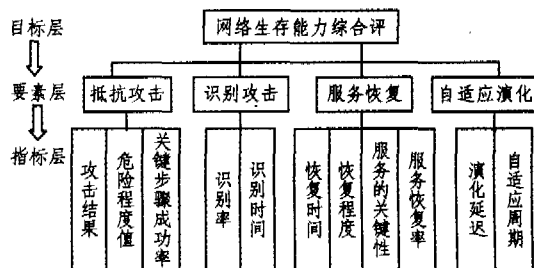 目标层
网络生存能力综合评
要素层
抵抗攻击
识别攻击
服务恢复
自适应演化
指标层
攻击结果
危险程度值
关键步骤成功率
识别率
识别时间
恢复时间
恢复程度
服务的关键性
服务恢复率
演化延迟
自适应周期